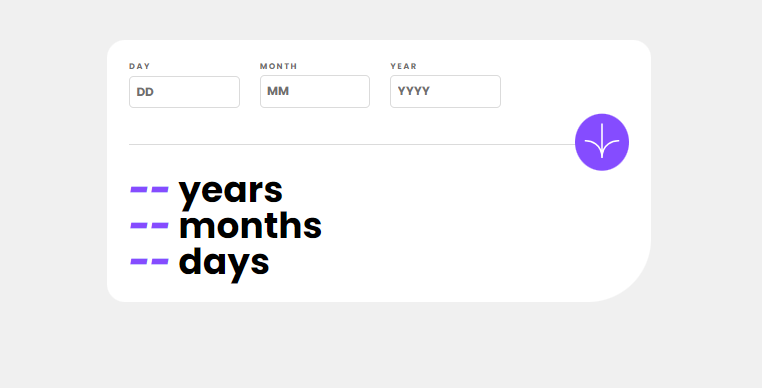 DAY MONTH YEAR
DD MM YYYY
-- years
-- months
-- days